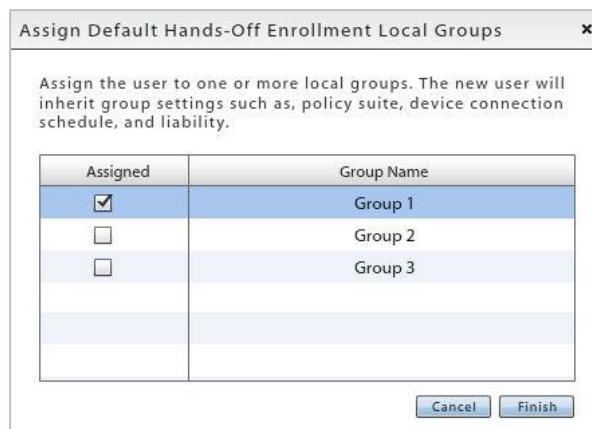 Assign Default Hands-Off Enrollment Local Groups
Assign the user to one or more local groups. The new user will
inherit group settings such as, policy suite, device connection
schedule, and liability.
Assigned Group Name
Group 1
Group 2
Group 3
Cancel Finish